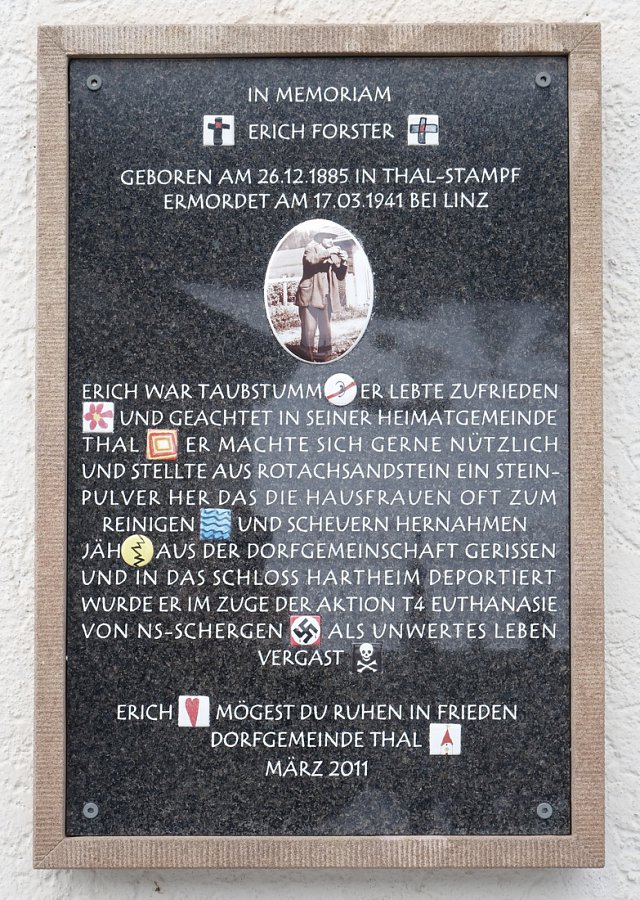 IN MEMORIAM
ERICH FORSTER
GEBOREN AM 26.12.1885 IN THAL-STAMPF
ERMORDET AM 17.03.1941 BEI LINZ
ERICH WAR TAUBSTUMM ER LEBTE ZUFRIEDEN
UND GEACHTET IN SEINER HEIMATGEMEINDE
THAL ER MACHTE SICH GERNE NÜTZLICH
UND STELLTE AUS ROTACHSANDSTEIN EIN STEIN-
PULVER HER DAS DIE HAUSFRAUEN OFT ZUM
REINIGEN UND SCHEUERN HERNAHMEN
JÄH AUS DER DORFGEMEINSCHAFT GERISSEN
UND IN DAS SCHLOSS HARTHEIM DEPORTIERT
WURDE ER IM ZUGE DER AKTION T4 EUTHANASIE
VON NS-SCHERGEN ALS UNWERTES LEBEN
VERGAST
ERICH MÖGEST DU RUHEN IN FRIEDEN
DORFGEMEINDE THAL
MÄRZ 2011